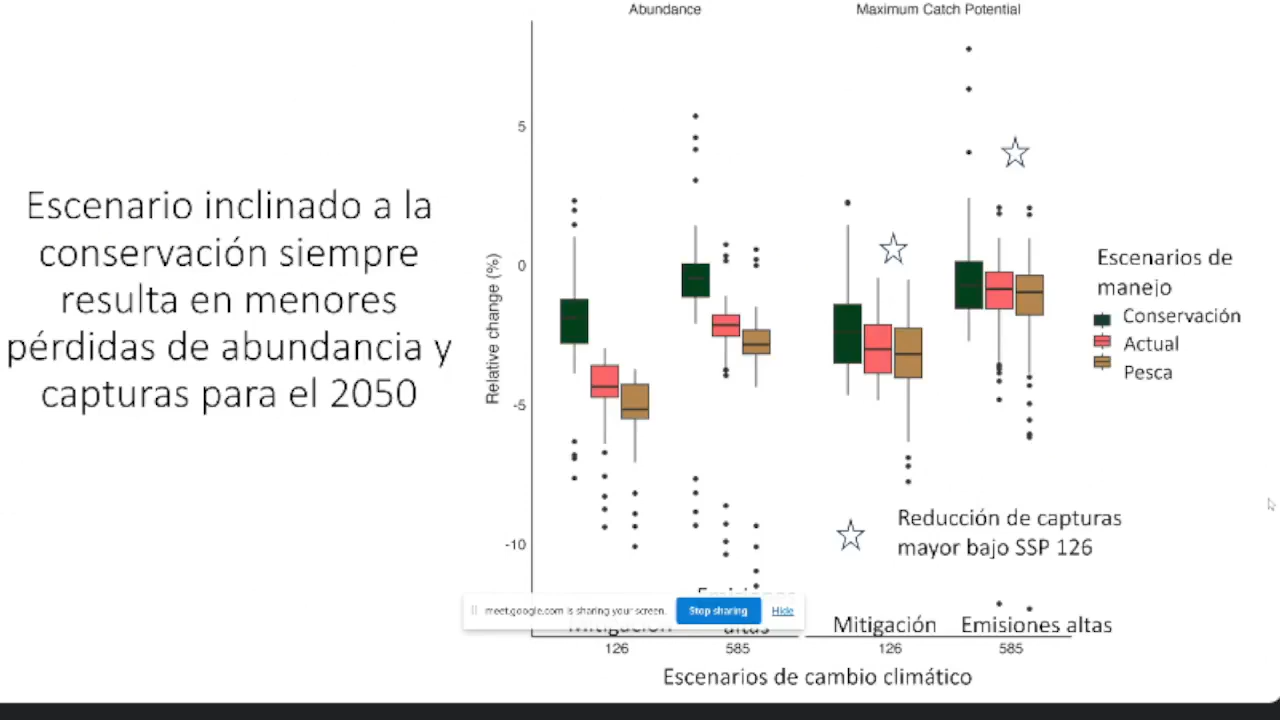 Abundance
Maximum Catch Potential
Escenario inclinado a la
conservación siempre
resulta en menores
pérdidas de abundancia y
capturas para el 2050
Relative change (%)
5
0
-5
-10
Escenarios de
manejo
Conservación
Actual
Pesca
Reducción de capturas
mayor bajo SSP 126
meet.google.com is sharing your screen.
Stop sharing
Hide
Mitigación
altas
Mitigación
Emisiones altas
126
585
126
585
Escenarios de cambio climático